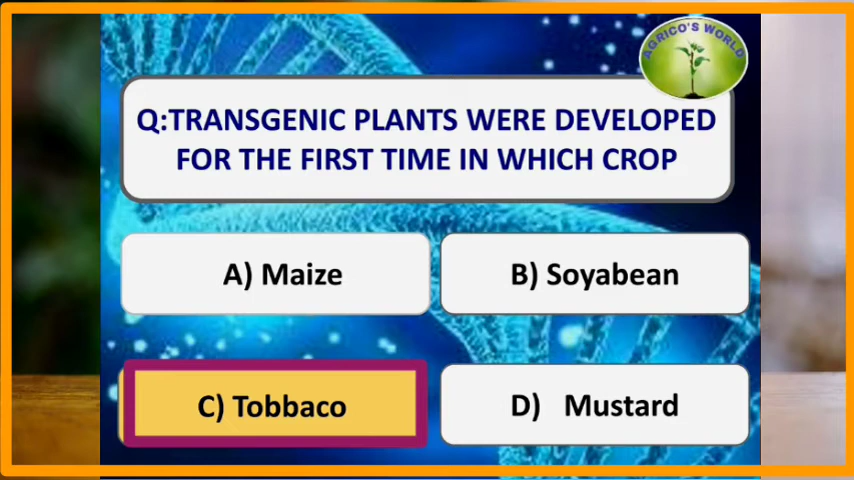 AGRICO'S WORLD
Q:TRANSGENIC PLANTS WERE DEVELOPED
FOR THE FIRST TIME IN WHICH CROP
A) Maize
B) Soyabean
C) Tobbaco
D) Mustard